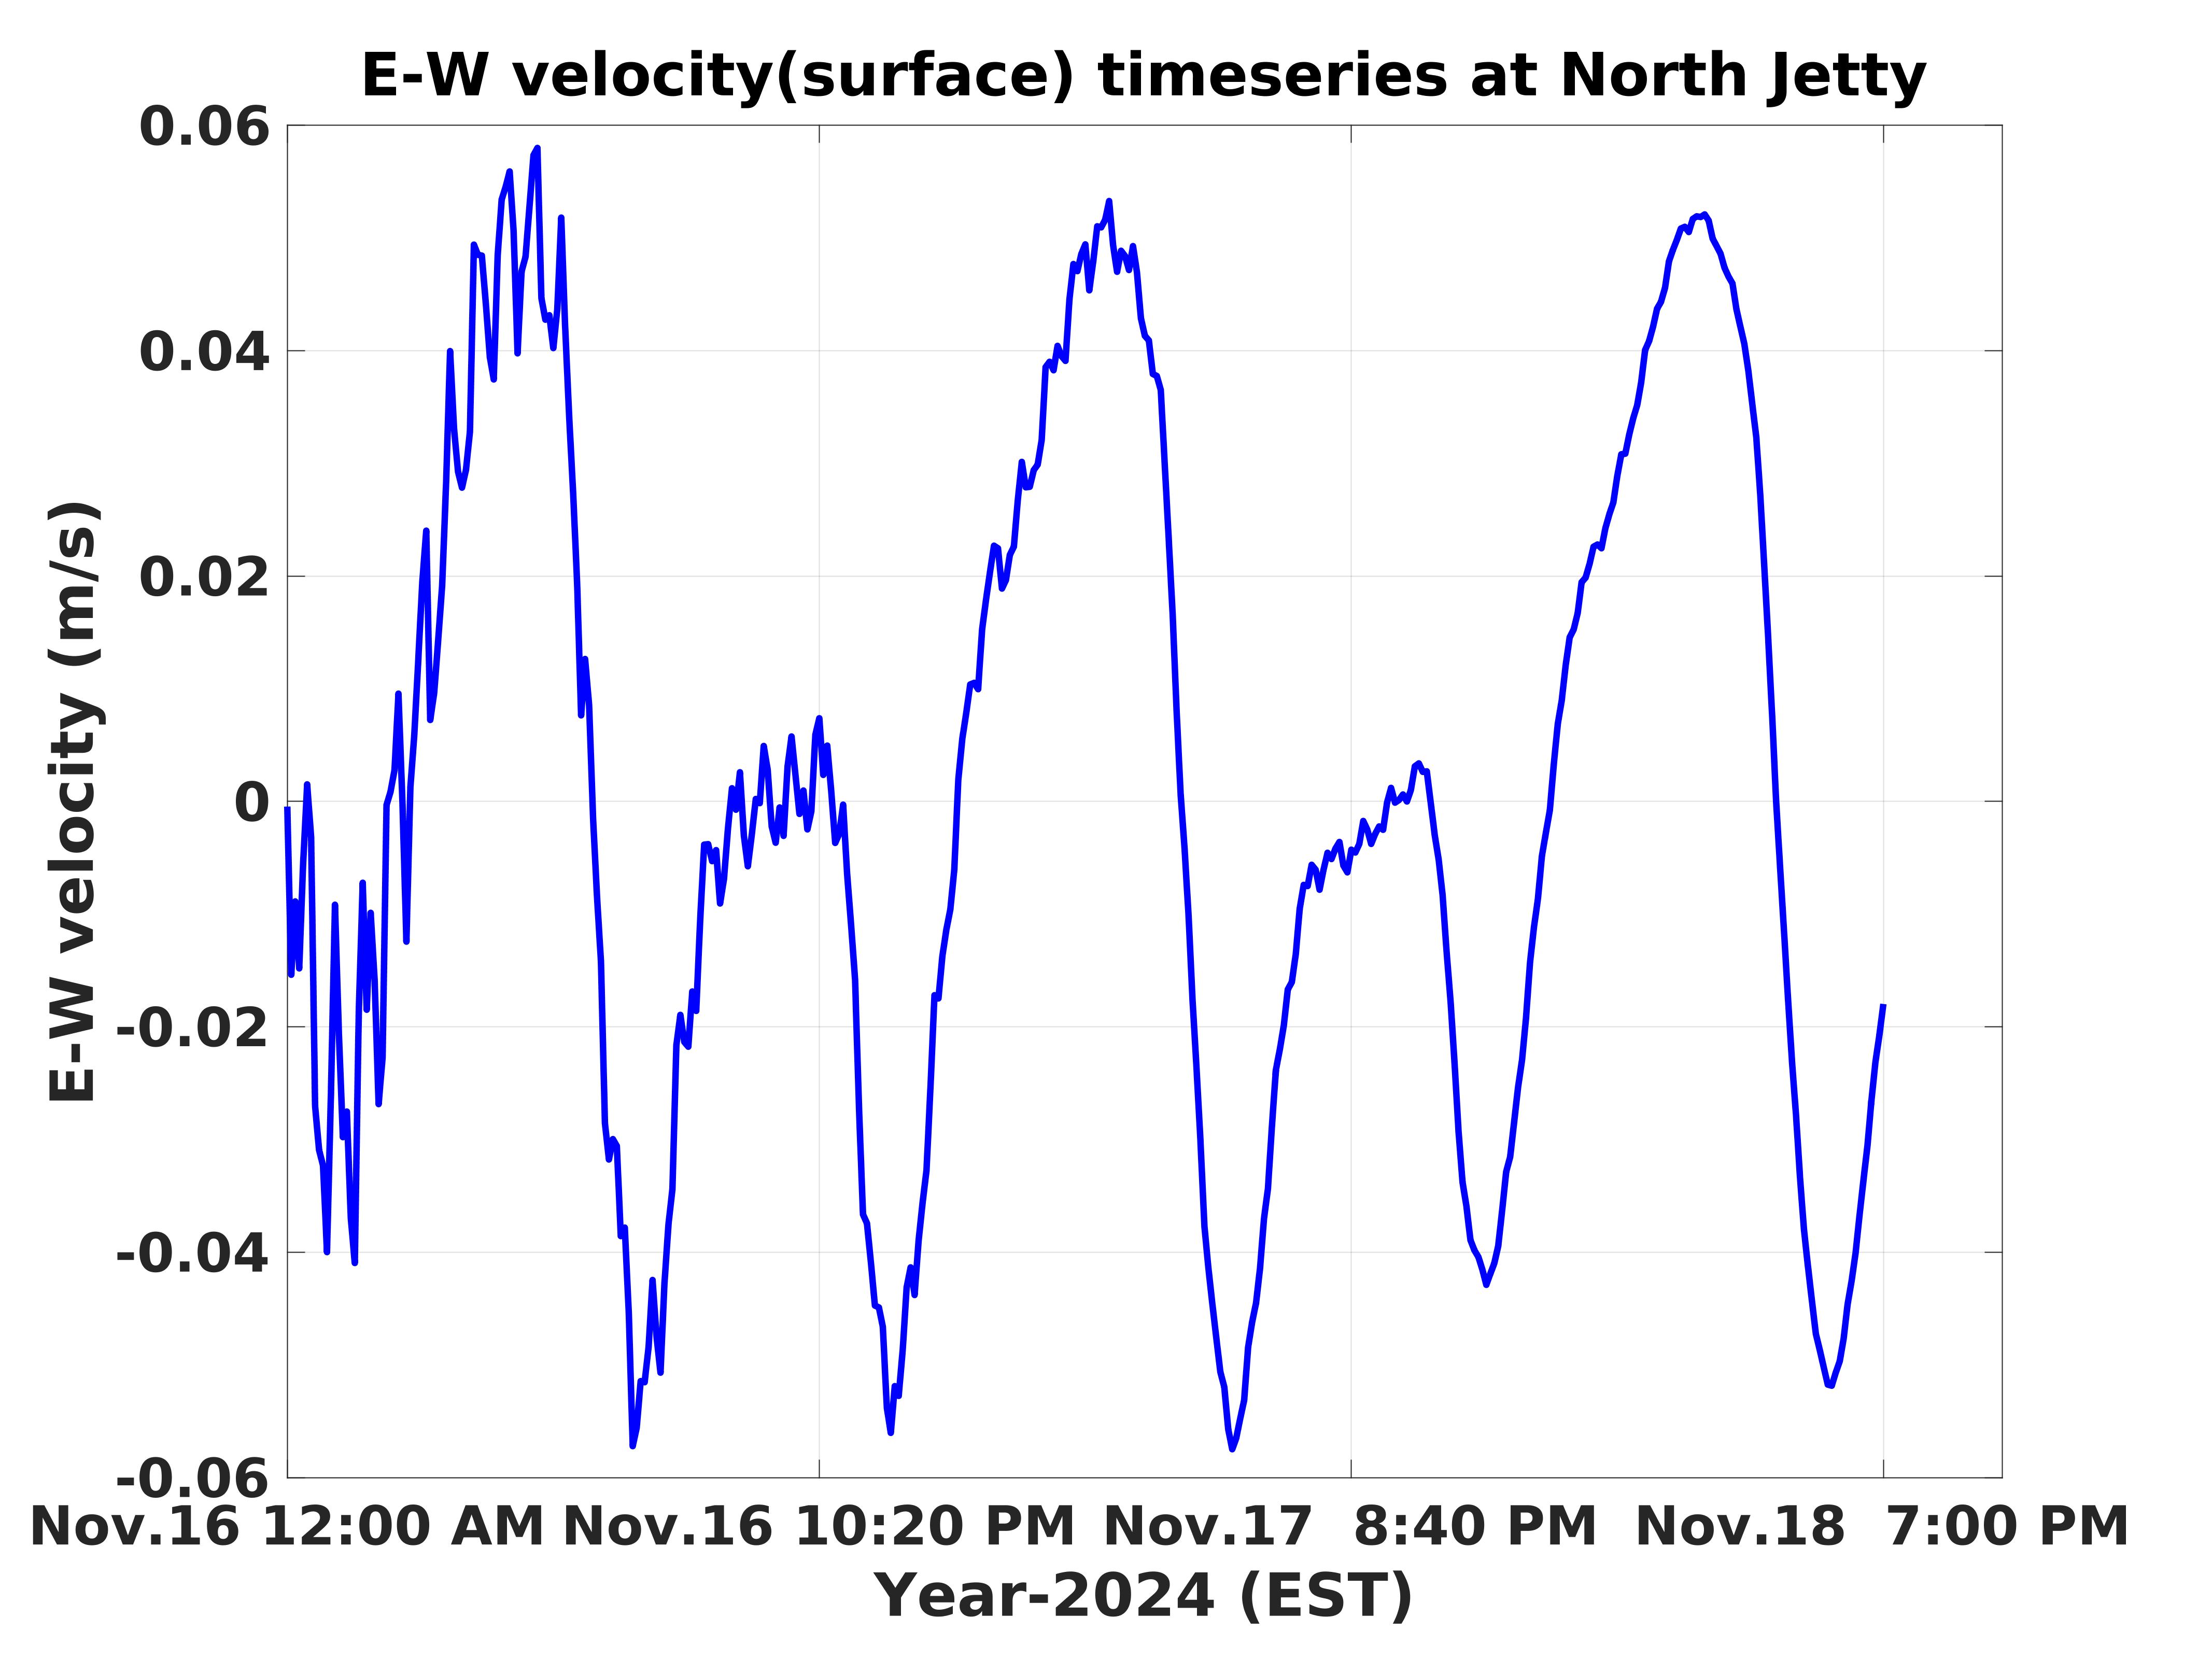 E-W velocity(surface) timeseries at North Jetty
0.06
0.04
0.02
0
-0.02
-0.04
-0.06
E-W velocity (m/s)
Nov.16 12:00 AM Nov.16 10:20 PM Nov.17 8:40 PM Nov.18 7:00 PM
Year-2024 (EST)